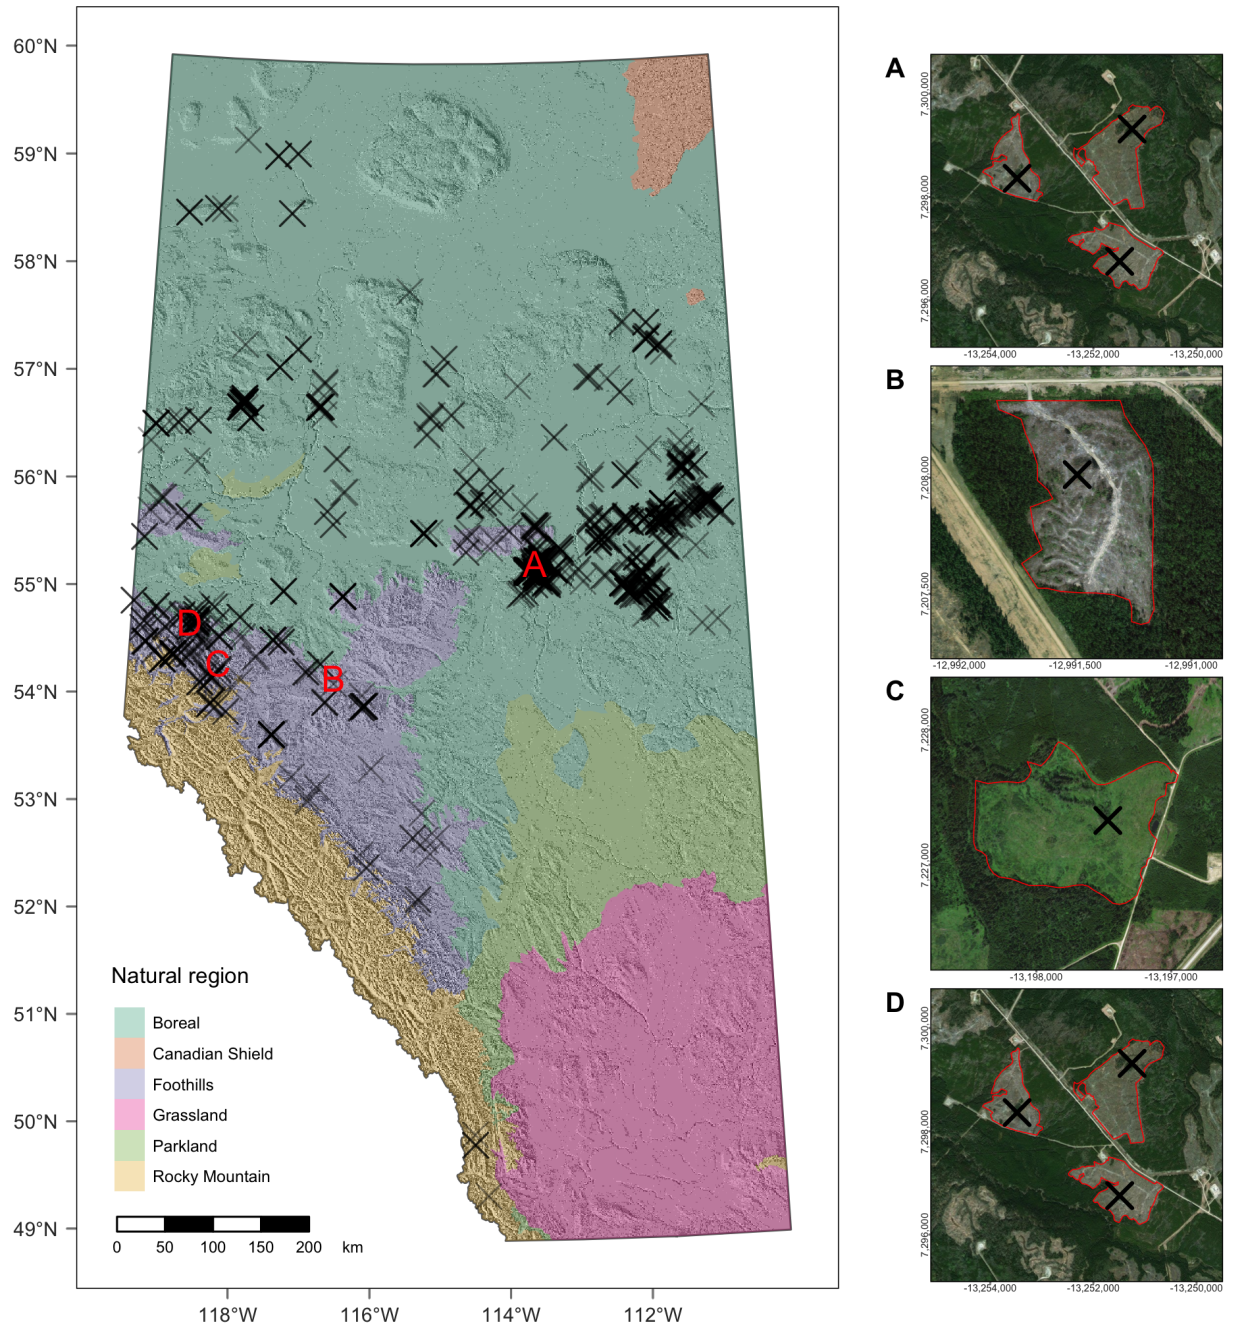 60°N
59°N
58°N
57°N
56°N
55°N
54°N
53°N
52°N
51°N
50°N
49°N
118°W
116°W
114°W
112°W
A
D
C
B
Natural region
Boreal
Canadian Shield
Foothills
Grassland
Parkland
Rocky Mountain
0 50 100 150 200 km
A
7,300,000
7,298,000
7,296,000
-13,254,000 -13,252,000 -13,250,000
B
7,208,000
7,207,500
-12,992,000 -12,991,500 -12,991,000
C
7,228,000
7,227,000
-13,198,000 -13,197,000
D
7,300,000
7,298,000
7,296,000
-13,254,000 -13,252,000 -13,250,000